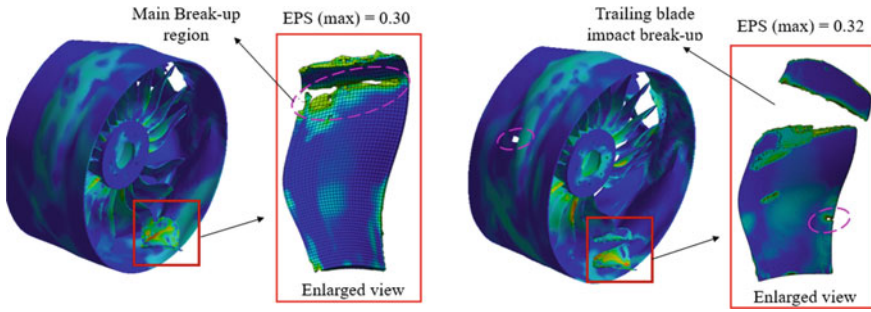 Main Break-up
region
EPS (max) = 0.30
Enlarged view
Trailing blade
impact break-up
EPS (max) = 0.32
Enlarged view